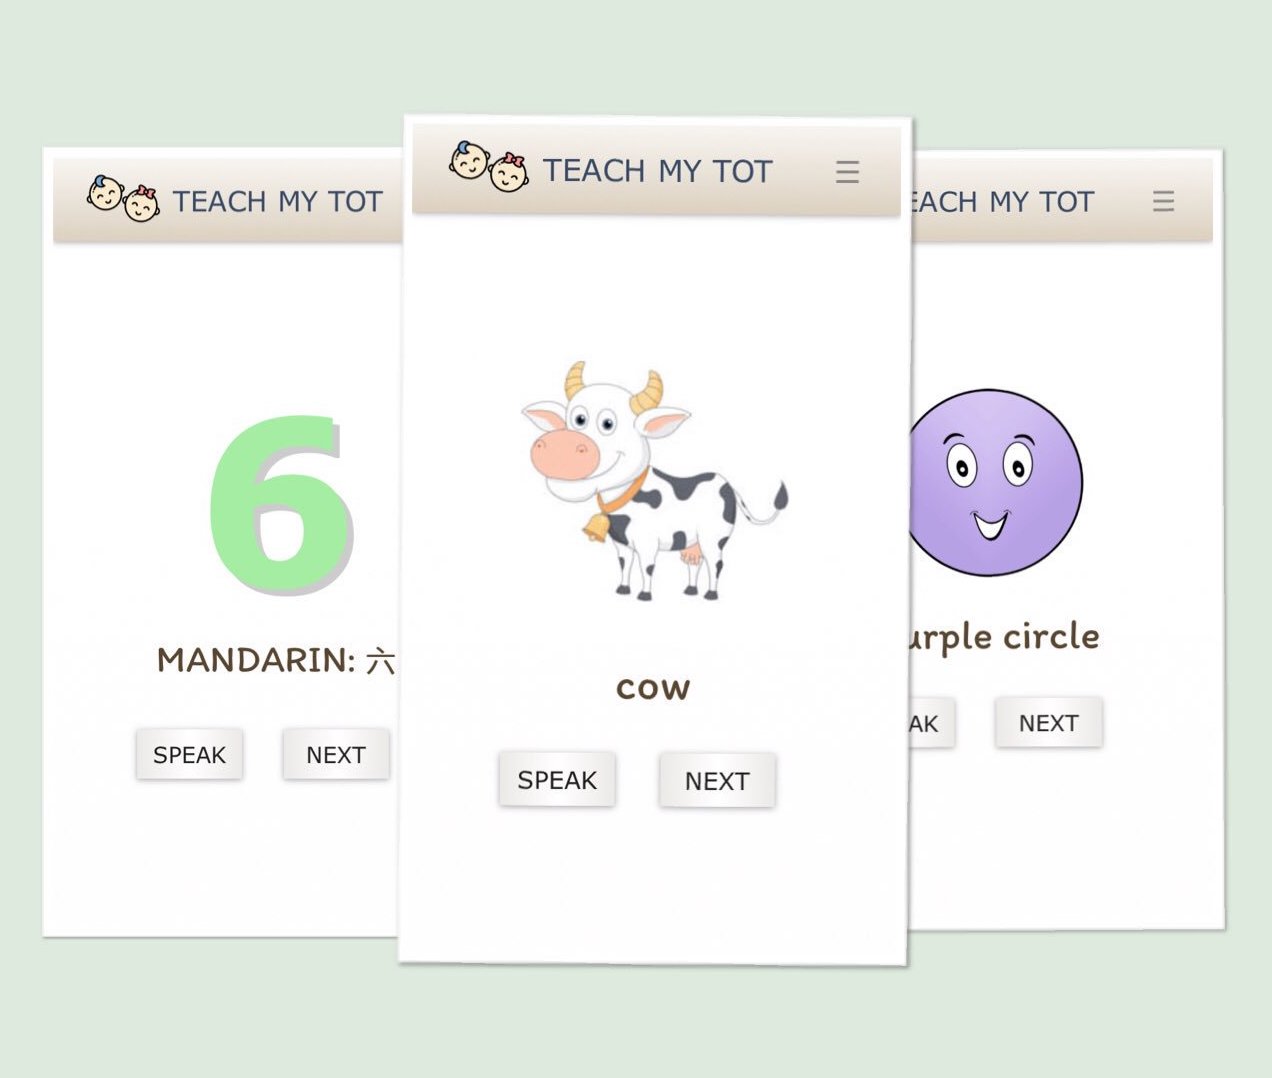 TEACH MY TOT
6
MANDARIN: 六
SPEAK NEXT
TEACH MY TOT
cow
SPEAK NEXT
EACH MY TOT
urple circle
AK NEXT